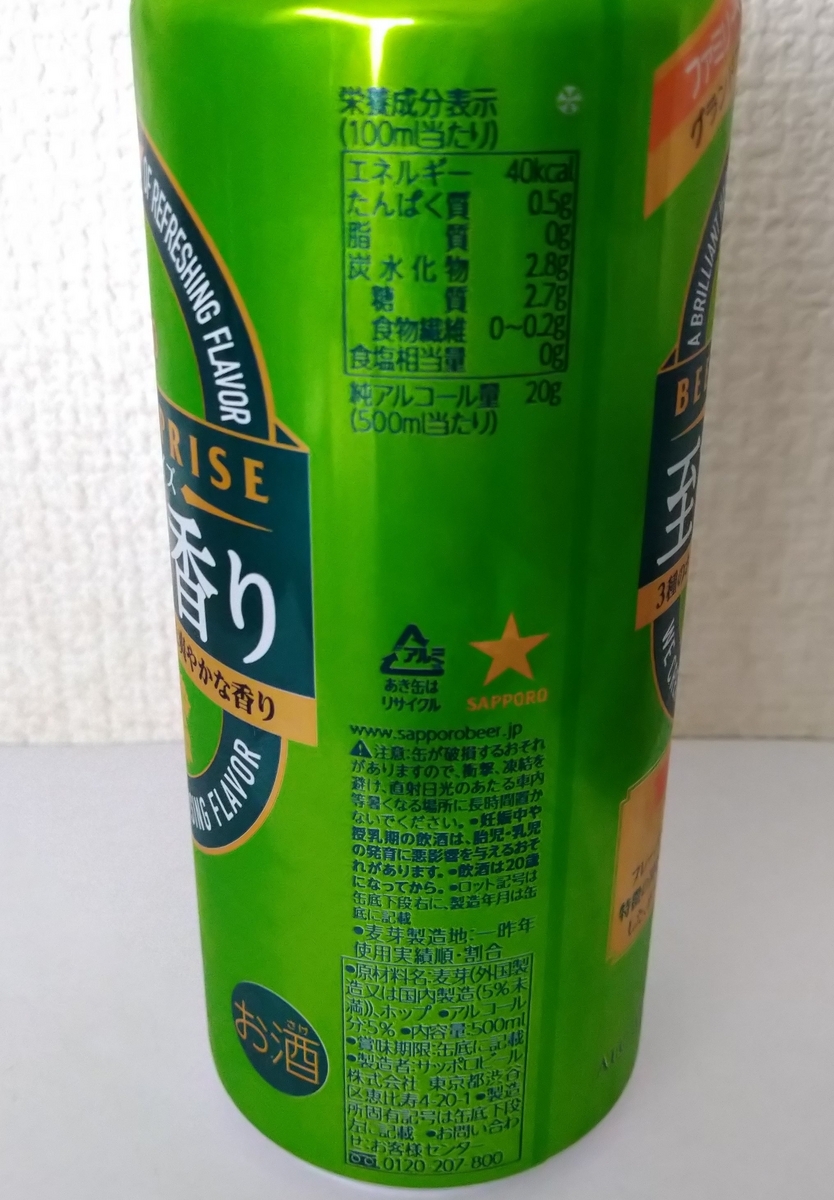 栄養成分表示
(100ml当たり)
エネルギー 40kcal
たんぱく質 0.5g
脂質 0g
炭水化物 2.8g
糖質 2.7g
食物繊維 0~0.2g
食塩相当量 0g
純アルコール量 20g
(500ml当たり)
アルミ
あき缶は
リサイクル
SAPPORO
www.sapporobeer.jp
注意:缶が破損するおそれ
がありますので、衝撃、凍結を
避け、直射日光のあたる車内
等暑くなる場所に長時間置か
ないでください。●妊娠中や
授乳期の飲酒は、胎児・乳児
の発育に悪影響を与えるおそ
れがあります。●飲酒は20歳
になってから。●ロット記号は
缶底下段右に、製造年月は缶
底に記載
●麦芽製造地:一昨年
使用実績順・割合
●原材料名:麦芽(外国製
造又は国内製造(5%未
満))、ホップ ●アルコール
分:5% ●内容量:500ml
●賞味期限:缶底に記載
●製造者:サッポロビール
株式会社 東京都渋谷
区恵比寿4-20-1 ●製造
所固有記号は缶底下段
左に記載 ●お問い合わ
せ:お客様センター
0120-207-800
OF REFRESHING FLAVOR
PRISE
香り
爽やかな香り
SING FLAVOR
さけ
お酒
ファミ
グラン
A BRILLIANT
BEE
至
3種の